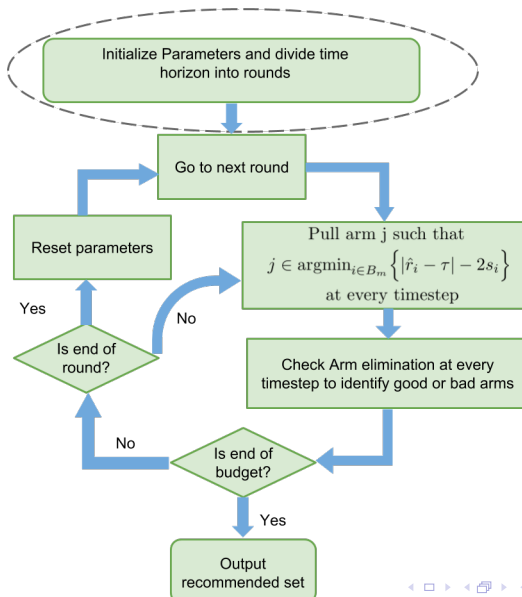 Initialize Parameters and divide time
horizon into rounds
Go to next round
Pull arm j such that
j ∈ argmin_{i∈B_m}{|r̂_i − τ| − 2s_i}
at every timestep
Reset parameters
Yes
No
Is end of
round?
Check Arm elimination at every
timestep to identify good or bad arms
No
Is end of
budget?
Yes
Output
recommended set